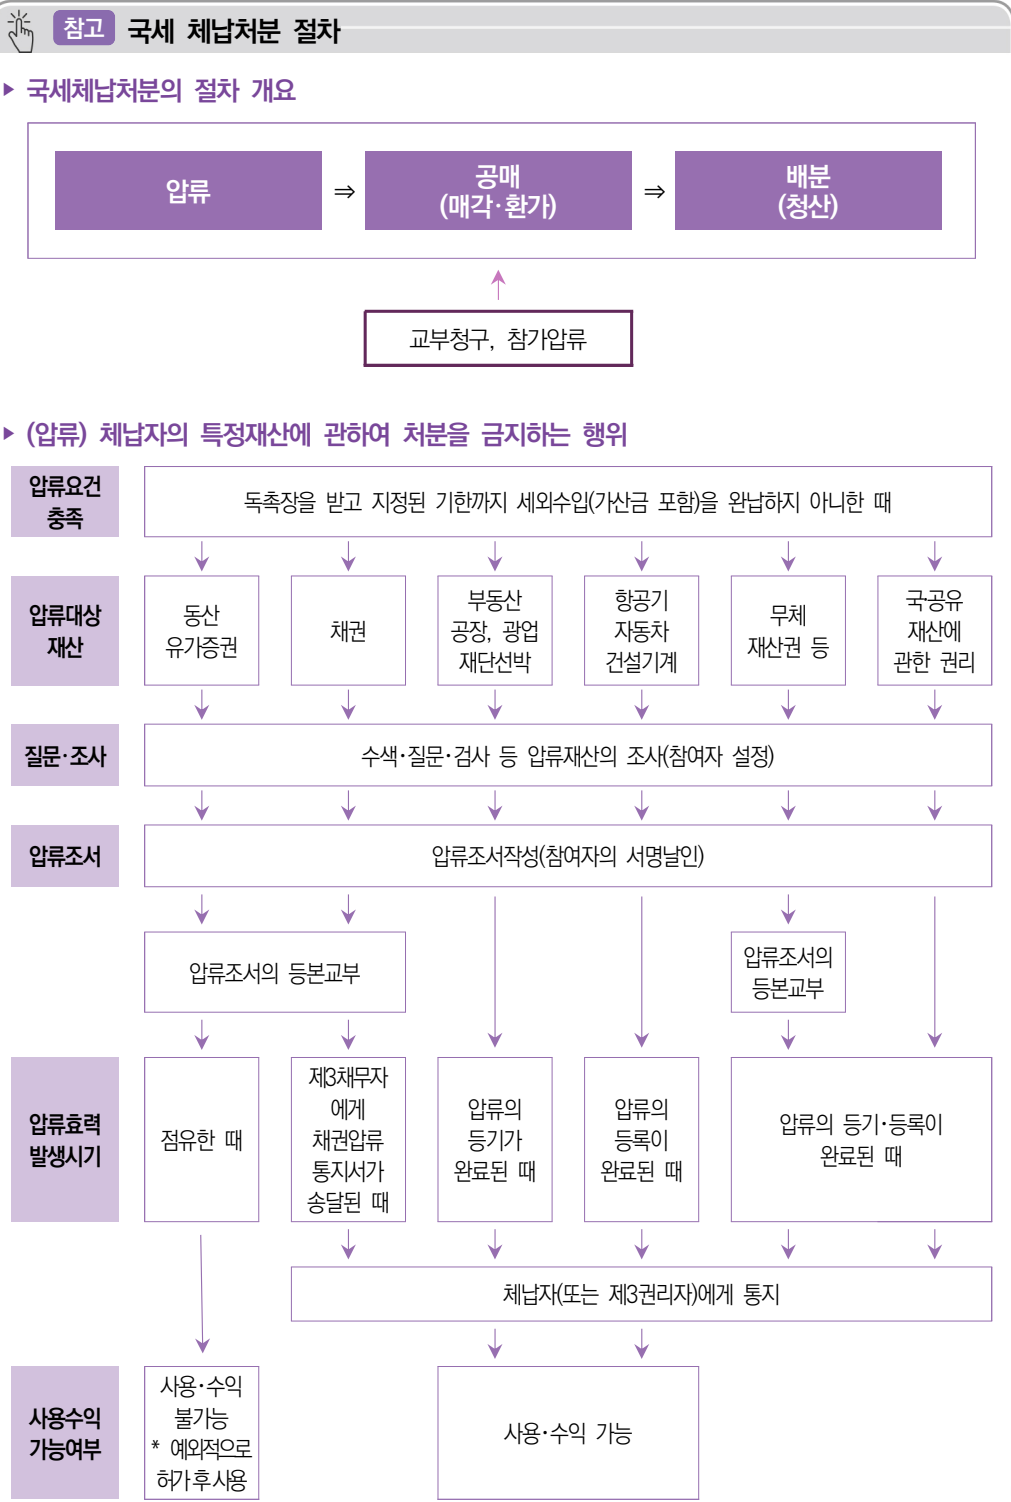 참고 국세 체납처분 절차
▶ 국세체납처분의 절차 개요
압류 ⇒ 공매 ⇒ 배분
(매각·환가) (청산)
교부청구, 참가압류
▶ (압류) 체납자의 특정재산에 관하여 처분을 금지하는 행위
압류요건
충족
독촉장을 받고 지정된 기한까지 세외수입(가산금 포함)을 완납하지 아니한 때
압류대상
재산
동산
유가증권
채권
부동산
공장, 광업
재단선박
항공기
자동차
건설기계
무체
재산권 등
국·공유
재산에
관한 권리
질문·조사
수색·질문·검사 등 압류재산의 조사(참여자 설정)
압류조서
압류조서작성(참여자의 서명날인)
압류조서의 등본교부
압류조서의
등본교부
압류효력
발생시기
점유한 때
제3채무자
에게
채권압류
통지서가
송달된 때
압류의
등기가
완료된 때
압류의
등록이
완료된 때
압류의 등기·등록이
완료된 때
체납자(또는 제3권리자)에게 통지
사용수익
가능여부
사용·수익
불가능
* 예외적으로
허가 후 사용
사용·수익 가능